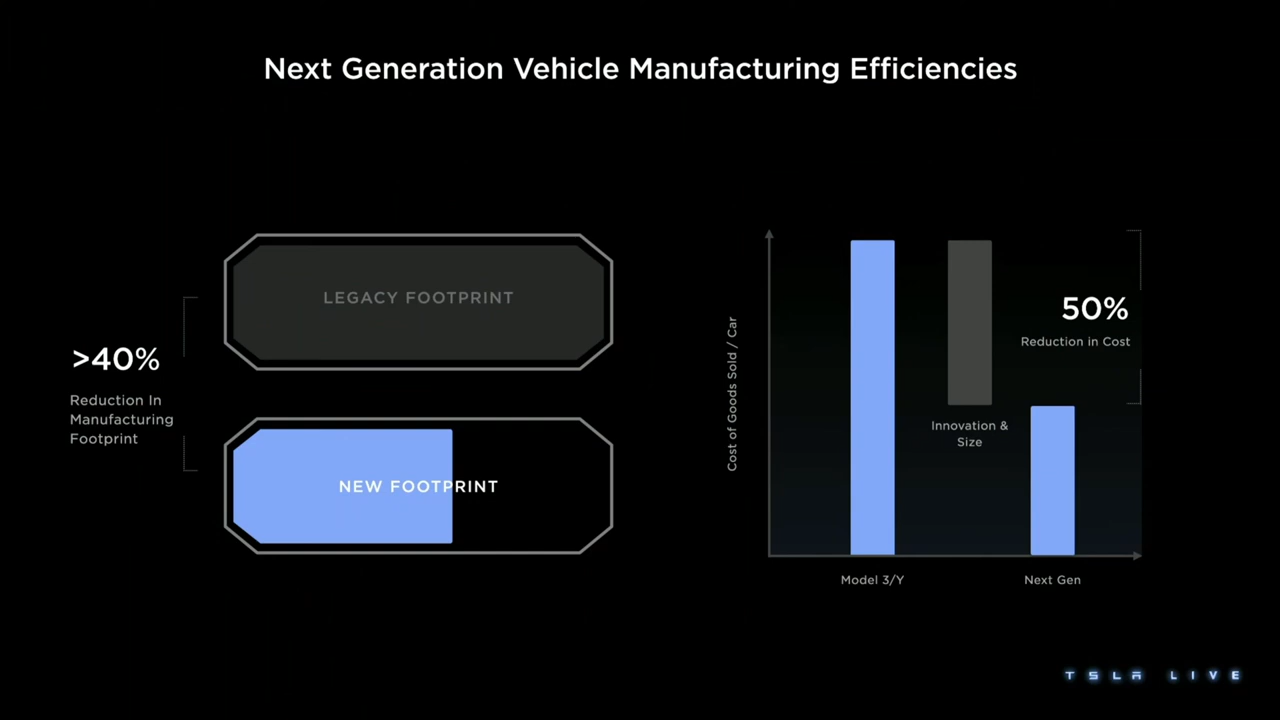 Next Generation Vehicle Manufacturing Efficiencies
LEGACY FOOTPRINT
>40%
Reduction In
Manufacturing
Footprint
NEW FOOTPRINT
Cost of Goods Sold / Car
50%
Reduction in Cost
Innovation &
Size
Model 3/Y
Next Gen
TSLA LIVE